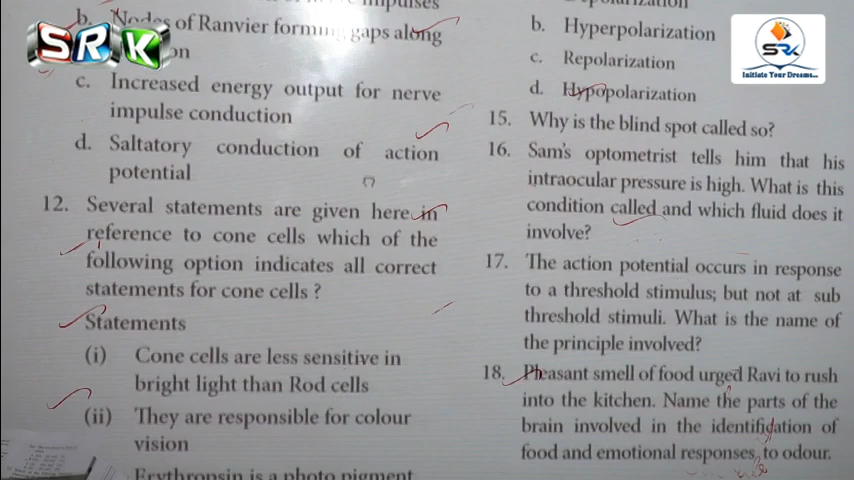 impulses
b. Nodes of Ranvier forming gaps along
SRK
c. Increased energy output for nerve
impulse conduction
d. Saltatory conduction of action
potential
12. Several statements are given here in
reference to cone cells which of the
following option indicates all correct
statements for cone cells ?
Statements
(i) Cone cells are less sensitive in
bright light than Rod cells
(ii) They are responsible for colour
vision
Erythropsin is a photo pigment
b. Hyperpolarization
c. Repolarization
d. Hypopolarization
SRK
Initiate Your Dreams...
15. Why is the blind spot called so?
16. Sam's optometrist tells him that his
intraocular pressure is high. What is this
condition called and which fluid does it
involve?
17. The action potential occurs in response
to a threshold stimulus; but not at sub
threshold stimuli. What is the name of
the principle involved?
18. Pleasant smell of food urged Ravi to rush
into the kitchen. Name the parts of the
brain involved in the identification of
food and emotional responses to odour.